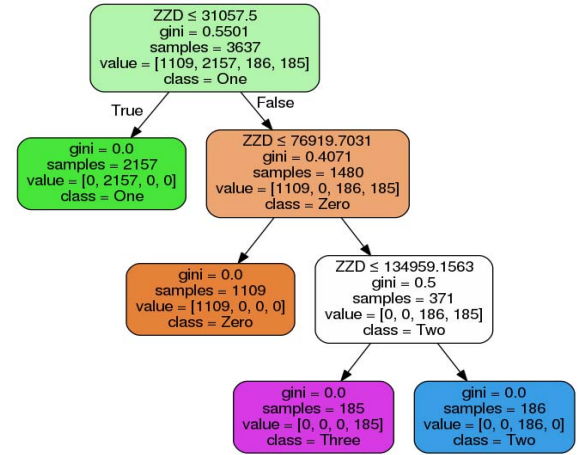 ZZD ≤ 31057.5
gini = 0.5501
samples = 3637
value = [1109, 2157, 186, 185]
class = One
True
False
gini = 0.0
samples = 2157
value = [0, 2157, 0, 0]
class = One
ZZD ≤ 76919.7031
gini = 0.4071
samples = 1480
value = [1109, 0, 186, 185]
class = Zero
gini = 0.0
samples = 1109
value = [1109, 0, 0, 0]
class = Zero
ZZD ≤ 134959.1563
gini = 0.5
samples = 371
value = [0, 0, 186, 185]
class = Two
gini = 0.0
samples = 185
value = [0, 0, 0, 185]
class = Three
gini = 0.0
samples = 186
value = [0, 0, 186, 0]
class = Two